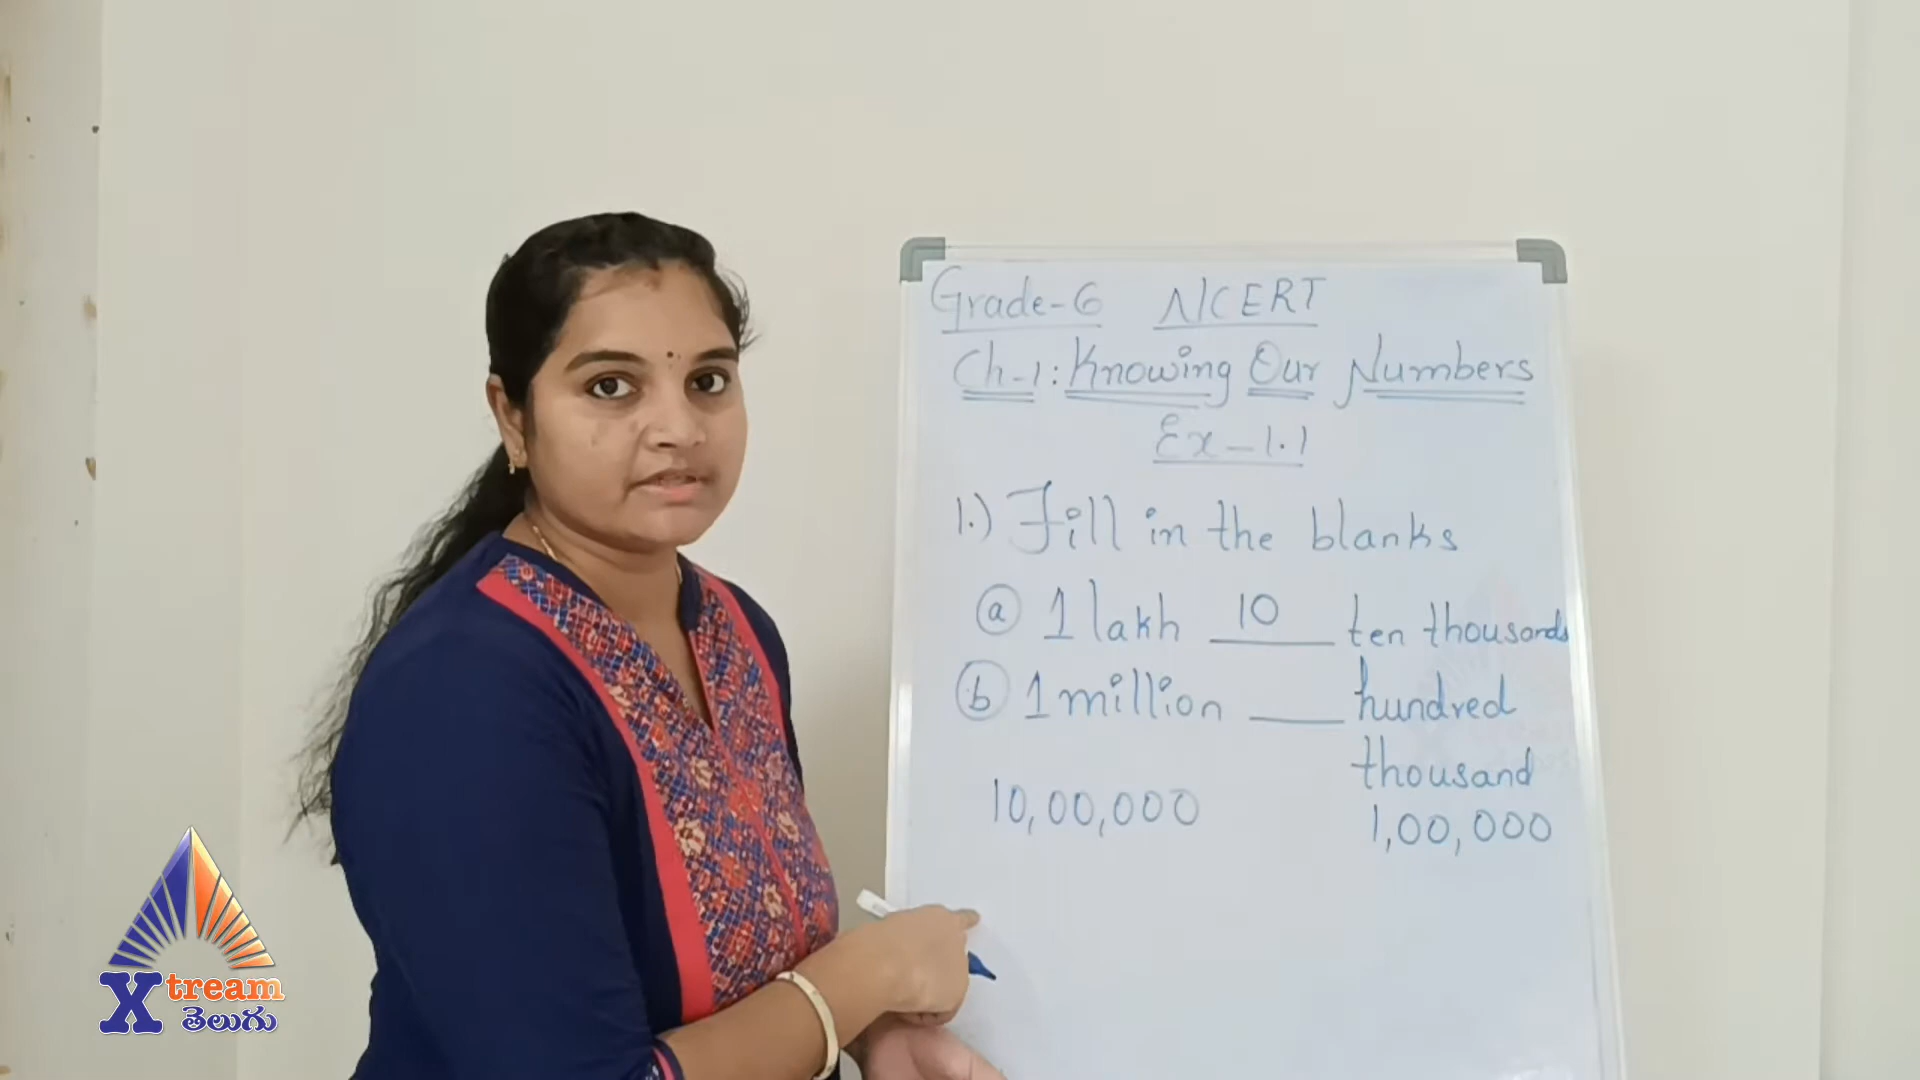 Grade-6 NCERT
Ch-1: Knowing Our Numbers
Ex-1.1
1.) Fill in the blanks
(a) 1 lakh 10 ten thousands
(b) 1 million ____ hundred
thousand
10,00,000 1,00,000
Xtream
తెలుగు